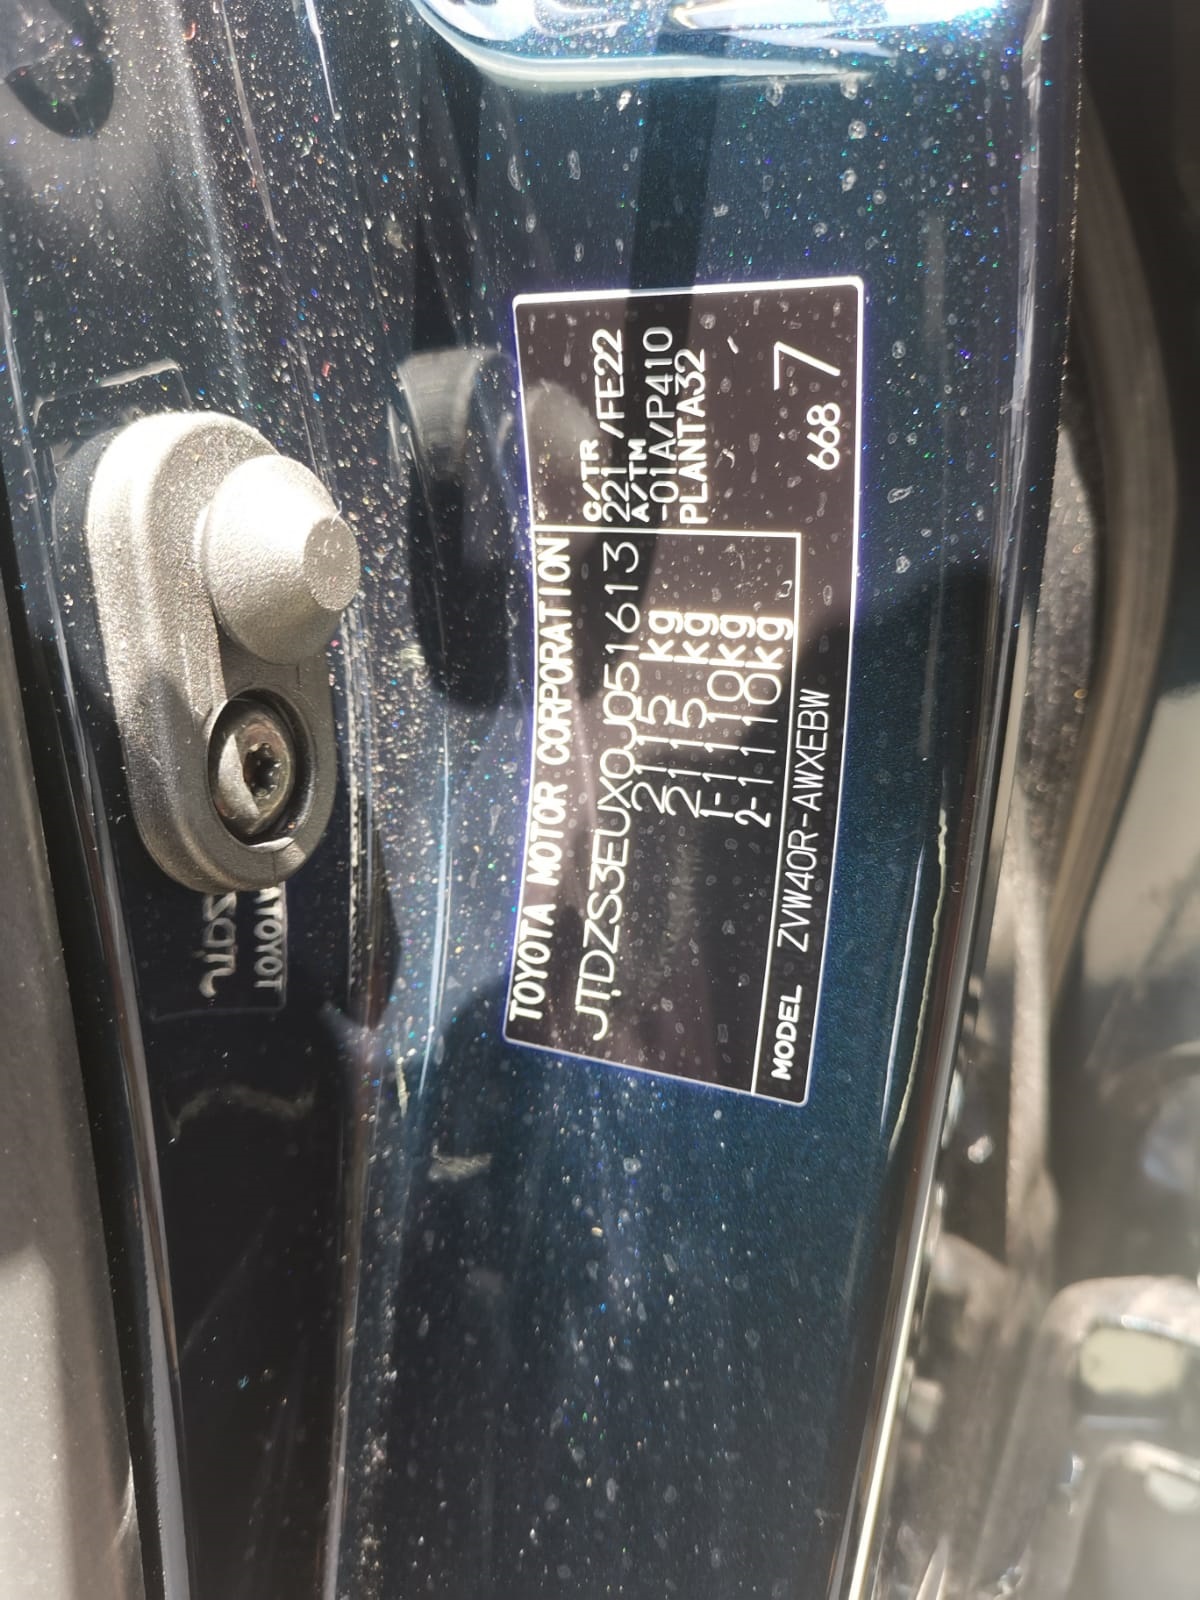 TOYOTA MOTOR CORPORATION
JTDZS3EUX0J051613
2115 kg
2115 kg
1-1110kg
2-1110kg
C/TR
221 /FE22
A/TM
-01A/P410
PLANTA32
668 7
MODEL ZVW40R-AWXEBW
TOYOTA